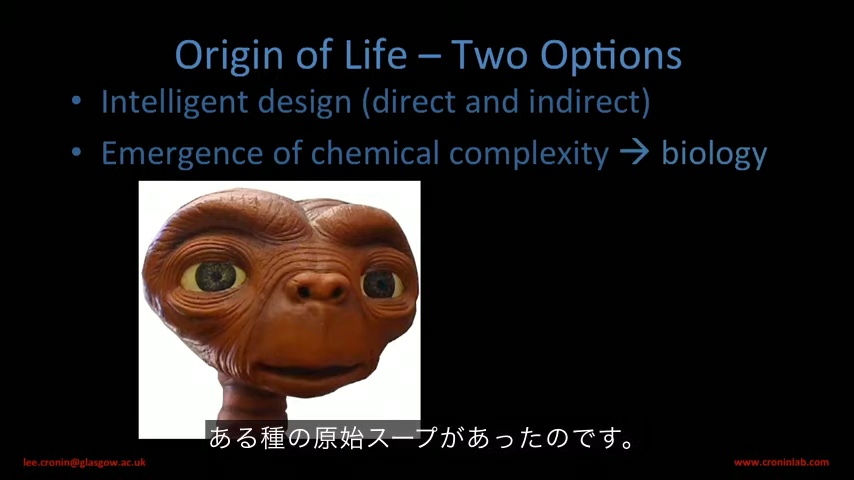 Origin of Life – Two Options
• Intelligent design (direct and indirect)
• Emergence of chemical complexity → biology
ある種の原始スープがあったのです。
lee.cronin@glasgow.ac.uk
www.croninlab.com